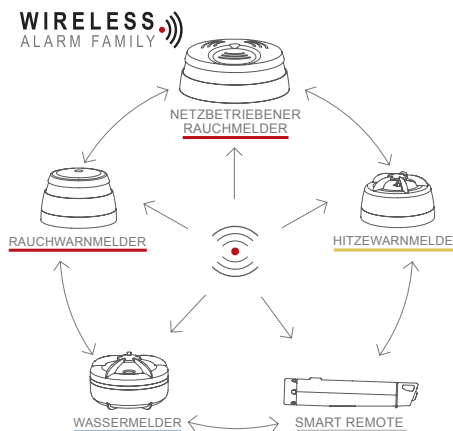 WIRELESS
ALARM FAMILY
NETZBETRIEBENER
RAUCHMELDER
RAUCHWARNMELDER
HITZEWARNMELDE
WASSERMELDER
SMART REMOTE